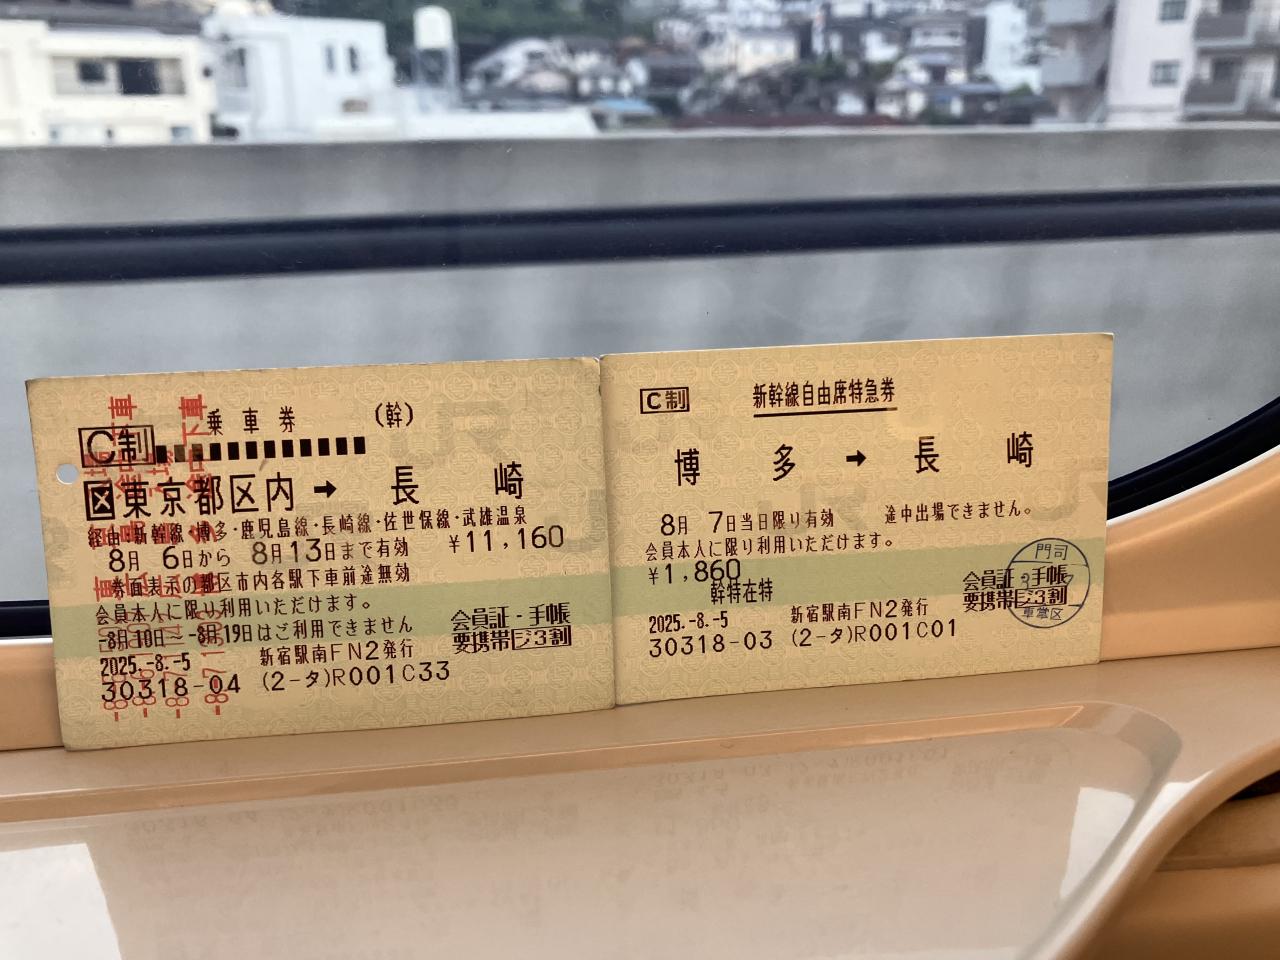 乗車券 (幹)
C制
区東京都区内 → 長崎
経由:新幹線・博多・鹿児島線・長崎線・佐世保線・武雄温泉
8月 6日から 8月13日まで有効 ¥11,160
券面表示の都区市内各駅下車前途無効
会員本人に限り利用いただけます。
8月10日-8月19日はご利用できません
会員証・手帳
要携帯ジ3割
2025.-8.-5 新宿駅南FN2発行
30318-04 (2-タ)R001C33
途中下車
C制 新幹線自由席特急券
博多 → 長崎
8月 7日当日限り有効 途中出場できません。
会員本人に限り利用いただけます。
¥1,860
幹特在特
会員証・手帳
要携帯ジ3割
門司
車掌区
2025.-8.-5 新宿駅南FN2発行
30318-03 (2-タ)R001C01